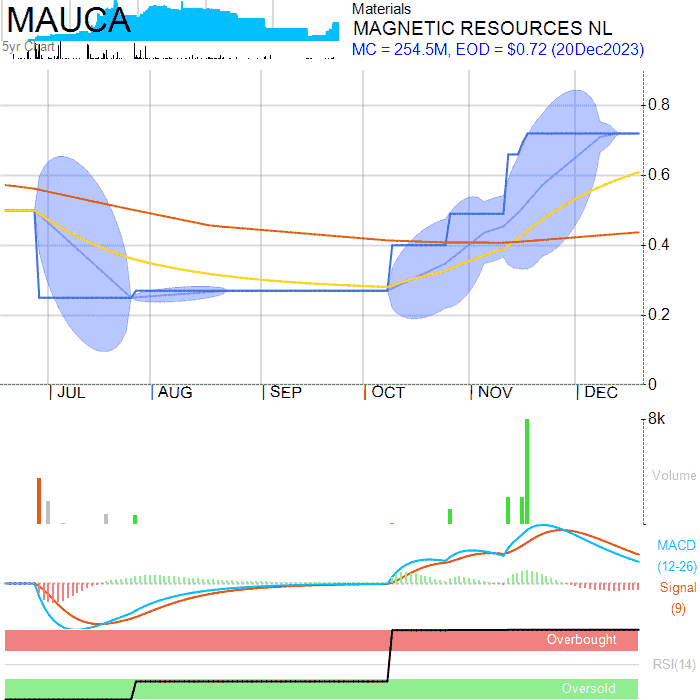 MAUCA
5yr Chart
Materials
MAGNETIC RESOURCES NL
MC = 254.5M, EOD = $0.72 (20Dec2023)
0.8
0.6
0.4
0.2
0
JUL AUG SEP OCT NOV DEC
8k
Volume
MACD
(12-26)
Signal
(9)
Overbought
RSI(14)
Oversold